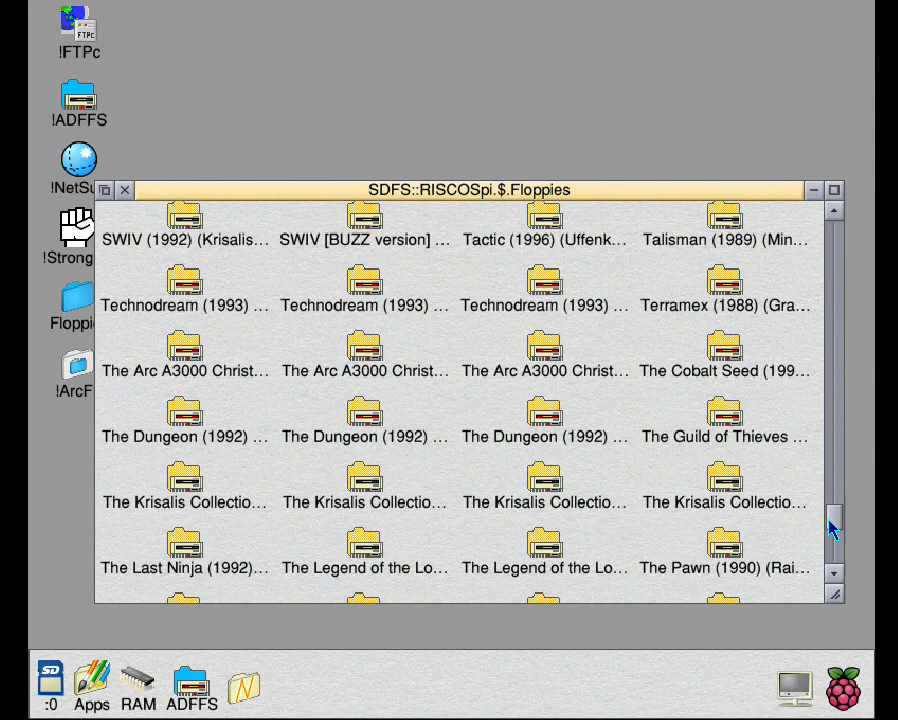 FTPc
!FTPc
!ADFFS
!NetSu
!Strong
Floppie
!ArcF
SDFS::RISCOSpi.$.Floppies
SWIV (1992) (Krisalis... SWIV [BUZZ version] ... Tactic (1996) (Uffenk... Talisman (1989) (Min...
Technodream (1993) ... Technodream (1993) ... Technodream (1993) ... Terramex (1988) (Gra...
The Arc A3000 Christ... The Arc A3000 Christ... The Arc A3000 Christ... The Cobalt Seed (199...
The Dungeon (1992) ... The Dungeon (1992) ... The Dungeon (1992) ... The Guild of Thieves ...
The Krisalis Collectio... The Krisalis Collectio... The Krisalis Collectio... The Krisalis Collectio...
The Last Ninja (1992)... The Legend of the Lo... The Legend of the Lo... The Pawn (1990) (Rai...
SD
:0 Apps RAM ADFFS
N